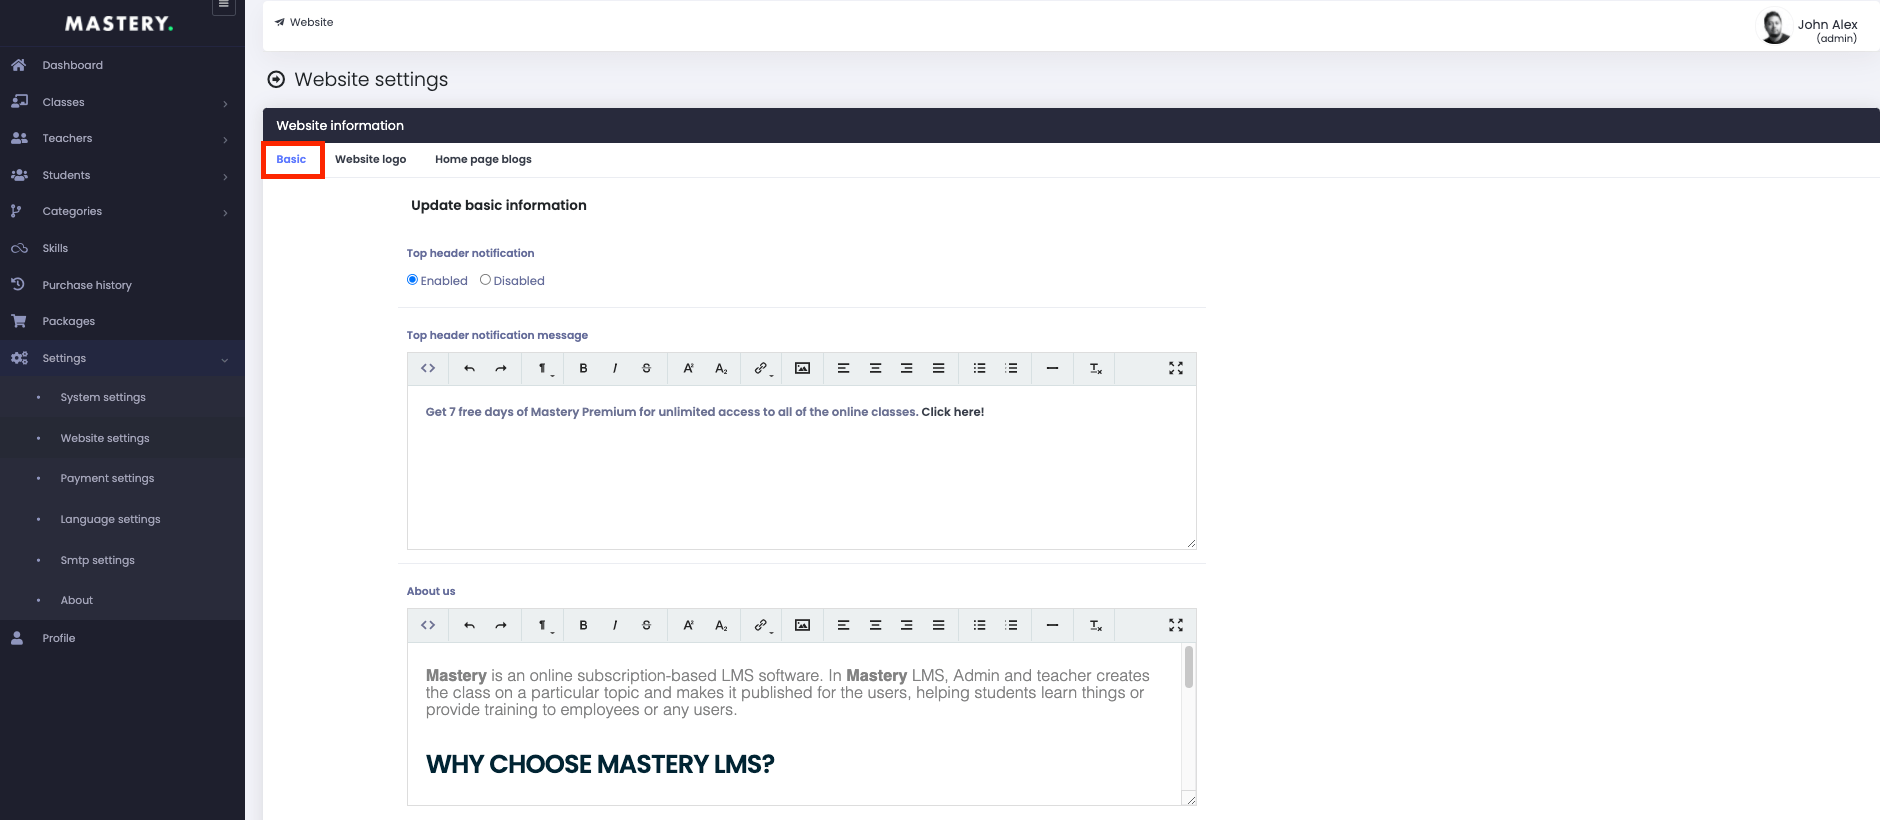 MASTERY.
Dashboard
Classes
Teachers
Students
Categories
Skills
Purchase history
Packages
Settings
System settings
Website settings
Payment settings
Language settings
Smtp settings
About
Profile
Website
John Alex
(admin)
Website settings
Website information
Basic Website logo Home page blogs
Update basic information
Top header notification
Enabled Disabled
Top header notification message
Get 7 free days of Mastery Premium for unlimited access to all of the online classes. Click here!
About us
Mastery is an online subscription-based LMS software. In Mastery LMS, Admin and teacher creates
the class on a particular topic and makes it published for the users, helping students learn things or
provide training to employees or any users.
WHY CHOOSE MASTERY LMS?